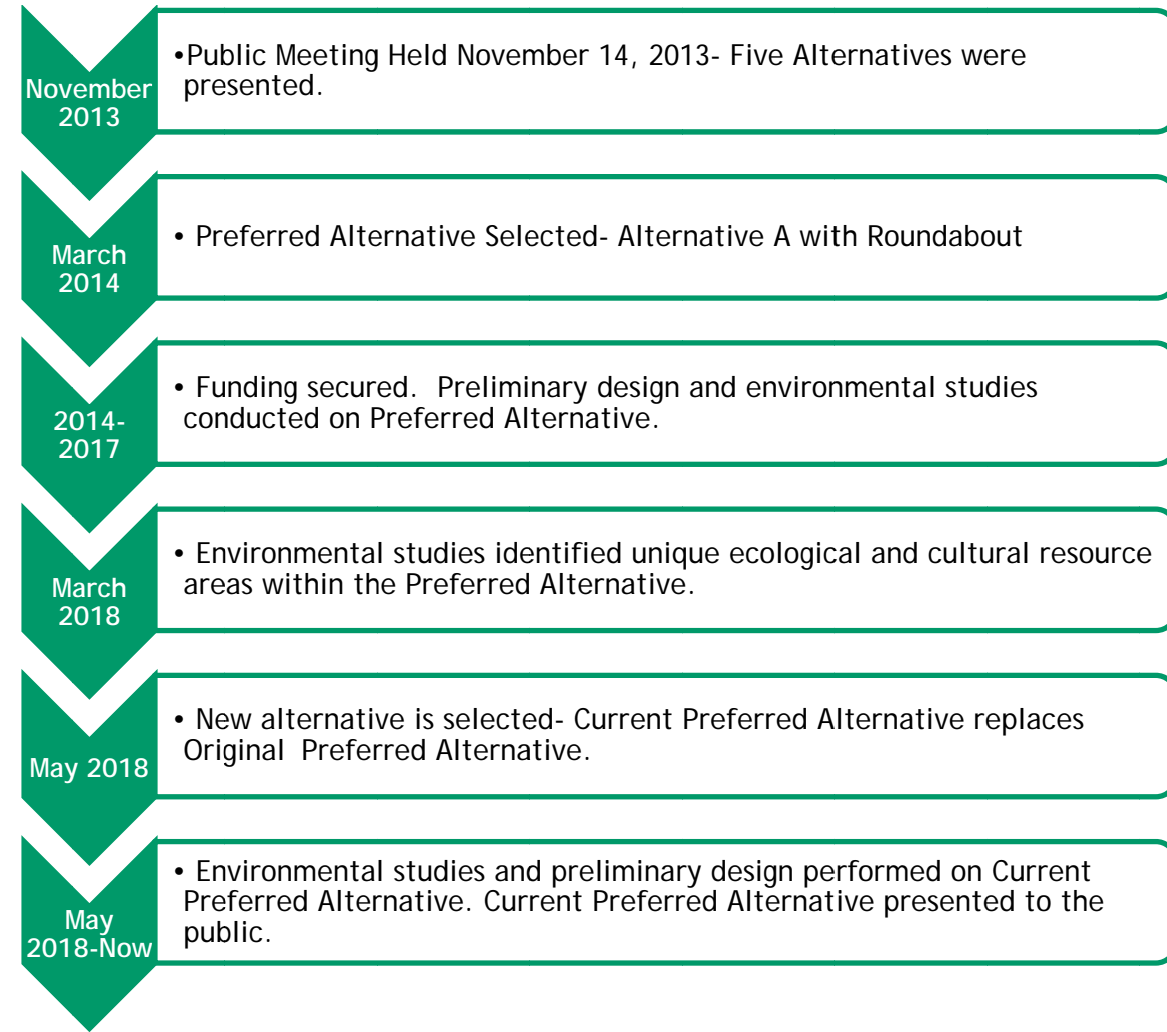 November
2013
•Public Meeting Held November 14, 2013- Five Alternatives were
presented.
March
2014
• Preferred Alternative Selected- Alternative A with Roundabout
2014-
2017
• Funding secured.  Preliminary design and environmental studies
conducted on Preferred Alternative.
March
2018
• Environmental studies identified unique ecological and cultural resource
areas within the Preferred Alternative.
May 2018
• New alternative is selected- Current Preferred Alternative replaces
Original  Preferred Alternative.
May
2018-Now
• Environmental studies and preliminary design performed on Current
Preferred Alternative. Current Preferred Alternative presented to the
public.